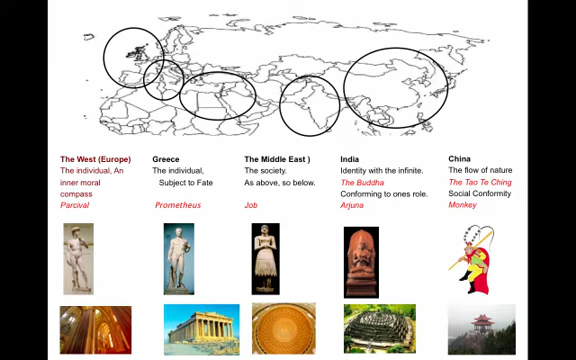 The West (Europe)
The individual, An
inner moral
compass
Parcival
Greece
The individual,
Subject to Fate
Prometheus
The Middle East )
The society.
As above, so below.
Job
India
Identity with the infinite.
The Buddha
Conforming to ones role.
Arjuna
China
The flow of nature
The Tao Te Ching
Social Conformity
Monkey